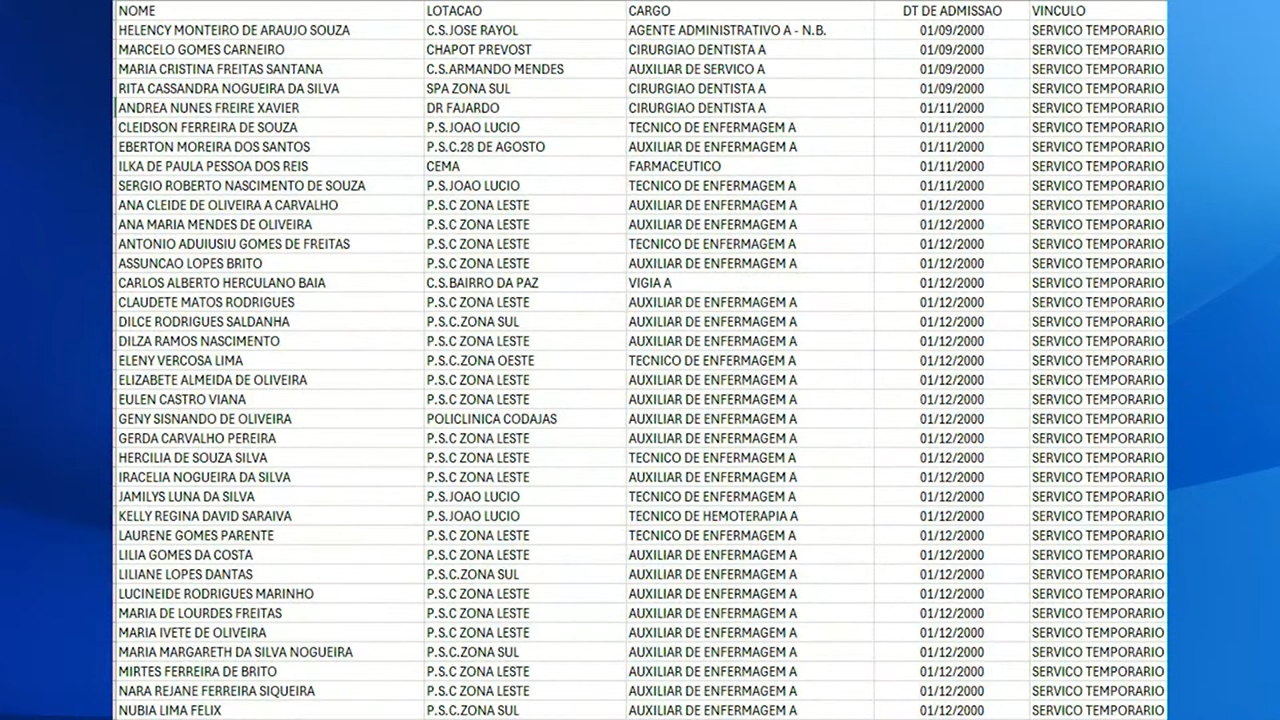 NOME LOTACAO CARGO DT DE ADMISSAO VINCULO
HELENCY MONTEIRO DE ARAUJO SOUZA C.S.JOSE RAYOL AGENTE ADMINISTRATIVO A - N.B. 01/09/2000 SERVICO TEMPORARIO
MARCELO GOMES CARNEIRO CHAPOT PREVOST CIRURGIAO DENTISTA A 01/09/2000 SERVICO TEMPORARIO
MARIA CRISTINA FREITAS SANTANA C.S.ARMANDO MENDES AUXILIAR DE SERVICO A 01/09/2000 SERVICO TEMPORARIO
RITA CASSANDRA NOGUEIRA DA SILVA SPA ZONA SUL CIRURGIAO DENTISTA A 01/09/2000 SERVICO TEMPORARIO
ANDREA NUNES FREIRE XAVIER DR FAJARDO CIRURGIAO DENTISTA A 01/11/2000 SERVICO TEMPORARIO
CLEIDSON FERREIRA DE SOUZA P.S.JOAO LUCIO TECNICO DE ENFERMAGEM A 01/11/2000 SERVICO TEMPORARIO
EBERTON MOREIRA DOS SANTOS P.S.C.28 DE AGOSTO AUXILIAR DE ENFERMAGEM A 01/11/2000 SERVICO TEMPORARIO
ILKA DE PAULA PESSOA DOS REIS CEMA FARMACEUTICO 01/11/2000 SERVICO TEMPORARIO
SERGIO ROBERTO NASCIMENTO DE SOUZA P.S.JOAO LUCIO TECNICO DE ENFERMAGEM A 01/11/2000 SERVICO TEMPORARIO
ANA CLEIDE DE OLIVEIRA A CARVALHO P.S.C ZONA LESTE AUXILIAR DE ENFERMAGEM A 01/12/2000 SERVICO TEMPORARIO
ANA MARIA MENDES DE OLIVEIRA P.S.C ZONA LESTE AUXILIAR DE ENFERMAGEM A 01/12/2000 SERVICO TEMPORARIO
ANTONIO ADUIUSIU GOMES DE FREITAS P.S.C ZONA LESTE TECNICO DE ENFERMAGEM A 01/12/2000 SERVICO TEMPORARIO
ASSUNCAO LOPES BRITO P.S.C ZONA LESTE AUXILIAR DE ENFERMAGEM A 01/12/2000 SERVICO TEMPORARIO
CARLOS ALBERTO HERCULANO BAIA C.S.BAIRRO DA PAZ VIGIA A 01/12/2000 SERVICO TEMPORARIO
CLAUDETE MATOS RODRIGUES P.S.C ZONA LESTE AUXILIAR DE ENFERMAGEM A 01/12/2000 SERVICO TEMPORARIO
DILCE RODRIGUES SALDANHA P.S.C.ZONA SUL AUXILIAR DE ENFERMAGEM A 01/12/2000 SERVICO TEMPORARIO
DILZA RAMOS NASCIMENTO P.S.C ZONA LESTE AUXILIAR DE ENFERMAGEM A 01/12/2000 SERVICO TEMPORARIO
ELENY VERCOSA LIMA P.S.C.ZONA OESTE TECNICO DE ENFERMAGEM A 01/12/2000 SERVICO TEMPORARIO
ELIZABETE ALMEIDA DE OLIVEIRA P.S.C ZONA LESTE AUXILIAR DE ENFERMAGEM A 01/12/2000 SERVICO TEMPORARIO
EULEN CASTRO VIANA P.S.C ZONA LESTE AUXILIAR DE ENFERMAGEM A 01/12/2000 SERVICO TEMPORARIO
GENY SISNANDO DE OLIVEIRA POLICLINICA CODAJAS AUXILIAR DE ENFERMAGEM A 01/12/2000 SERVICO TEMPORARIO
GERDA CARVALHO PEREIRA P.S.C ZONA LESTE AUXILIAR DE ENFERMAGEM A 01/12/2000 SERVICO TEMPORARIO
HERCILIA DE SOUZA SILVA P.S.C ZONA LESTE TECNICO DE ENFERMAGEM A 01/12/2000 SERVICO TEMPORARIO
IRACELIA NOGUEIRA DA SILVA P.S.C ZONA LESTE AUXILIAR DE ENFERMAGEM A 01/12/2000 SERVICO TEMPORARIO
JAMILYS LUNA DA SILVA P.S.JOAO LUCIO TECNICO DE ENFERMAGEM A 01/12/2000 SERVICO TEMPORARIO
KELLY REGINA DAVID SARAIVA P.S.JOAO LUCIO TECNICO DE HEMOTERAPIA A 01/12/2000 SERVICO TEMPORARIO
LAURENE GOMES PARENTE P.S.C ZONA LESTE TECNICO DE ENFERMAGEM A 01/12/2000 SERVICO TEMPORARIO
LILIA GOMES DA COSTA P.S.C ZONA LESTE AUXILIAR DE ENFERMAGEM A 01/12/2000 SERVICO TEMPORARIO
LILIANE LOPES DANTAS P.S.C.ZONA SUL AUXILIAR DE ENFERMAGEM A 01/12/2000 SERVICO TEMPORARIO
LUCINEIDE RODRIGUES MARINHO P.S.C ZONA LESTE AUXILIAR DE ENFERMAGEM A 01/12/2000 SERVICO TEMPORARIO
MARIA DE LOURDES FREITAS P.S.C ZONA LESTE AUXILIAR DE ENFERMAGEM A 01/12/2000 SERVICO TEMPORARIO
MARIA IVETE DE OLIVEIRA P.S.C ZONA LESTE AUXILIAR DE ENFERMAGEM A 01/12/2000 SERVICO TEMPORARIO
MARIA MARGARETH DA SILVA NOGUEIRA P.S.C.ZONA SUL AUXILIAR DE ENFERMAGEM A 01/12/2000 SERVICO TEMPORARIO
MIRTES FERREIRA DE BRITO P.S.C ZONA LESTE AUXILIAR DE ENFERMAGEM A 01/12/2000 SERVICO TEMPORARIO
NARA REJANE FERREIRA SIQUEIRA P.S.C ZONA LESTE AUXILIAR DE ENFERMAGEM A 01/12/2000 SERVICO TEMPORARIO
NUBIA LIMA FELIX P.S.C.ZONA SUL AUXILIAR DE ENFERMAGEM A 01/12/2000 SERVICO TEMPORARIO